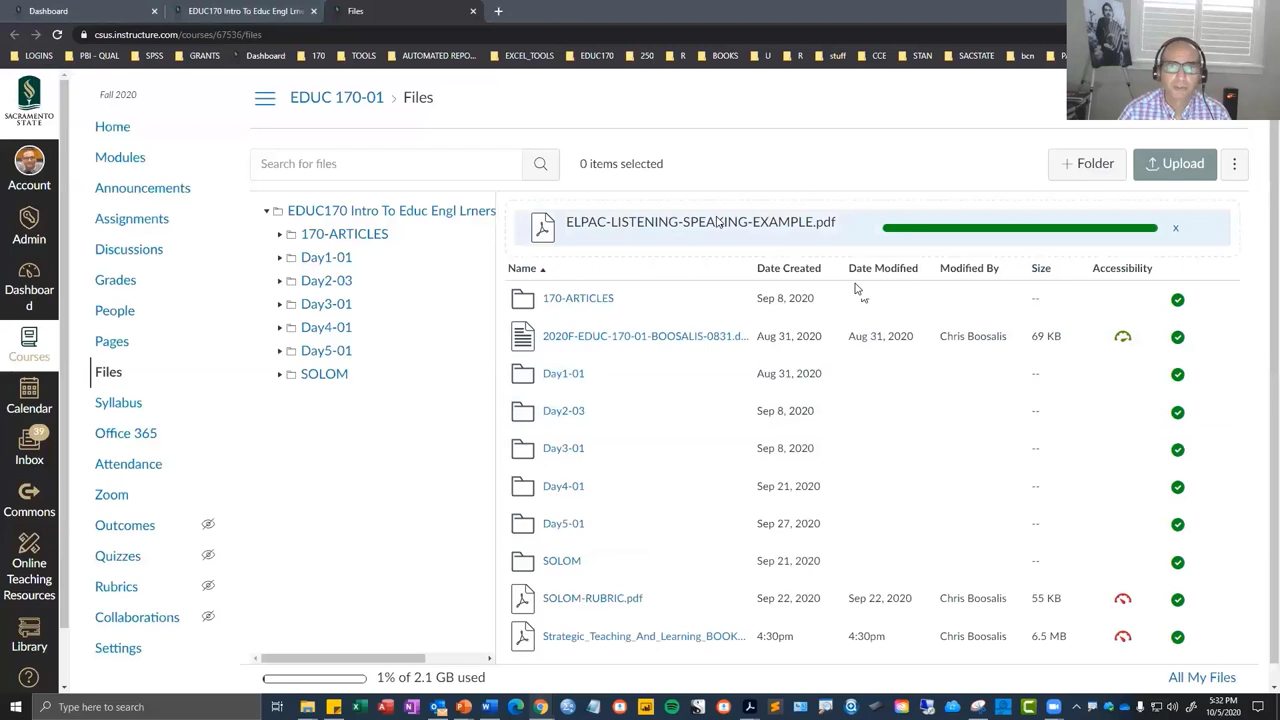 Dashboard
EDUC170 Intro To Educ Engl Lrne
Files
csus.instructure.com/courses/67536/files
LOGINS
PBI - QUAL
SPSS
GRANTS
Dashboard
170
TOOLS
AUTOMATED REPO...
EXCEL_TOOL
EDUC170
250
R
BOOKS
U
R
stuff
CCE
STAN
SACSTATE
bcn
SACRAMENTO
STATE
Account
Dashboar
d
Courses
Calendar
39
Inbox
Commons
Online
Teaching
Resources
Library
Fall 2020
Home
Modules
Announcements
Assignments
Discussions
Grades
People
Pages
Files
Syllabus
Office 365
Attendance
Zoom
Outcomes
Quizzes
Rubrics
Collaborations
Settings
EDUC 170-01 › Files
Search for files
0 items selected
+ Folder
Upload
EDUC170 Intro To Educ Engl Lrners
170-ARTICLES
Day1-01
Day2-03
Day3-01
Day4-01
Day5-01
SOLOM
ELPAC-LISTENING-SPEAKING-EXAMPLE.pdf x
Name Date Created Date Modified Modified By Size Accessibility
170-ARTICLES Sep 8, 2020 --
2020F-EDUC-170-01-BOOSALIS-0831.d... Aug 31, 2020 Aug 31, 2020 Chris Boosalis 69 KB
Day1-01 Aug 31, 2020 --
Day2-03 Sep 8, 2020 --
Day3-01 Sep 8, 2020 --
Day4-01 Sep 21, 2020 --
Day5-01 Sep 27, 2020 --
SOLOM Sep 21, 2020 --
SOLOM-RUBRIC.pdf Sep 22, 2020 Sep 22, 2020 Chris Boosalis 55 KB
Strategic_Teaching_And_Learning_BOOK... 4:30pm 4:30pm Chris Boosalis 6.5 MB
1% of 2.1 GB used
All My Files
Type here to search
5:32 PM
10/5/2020